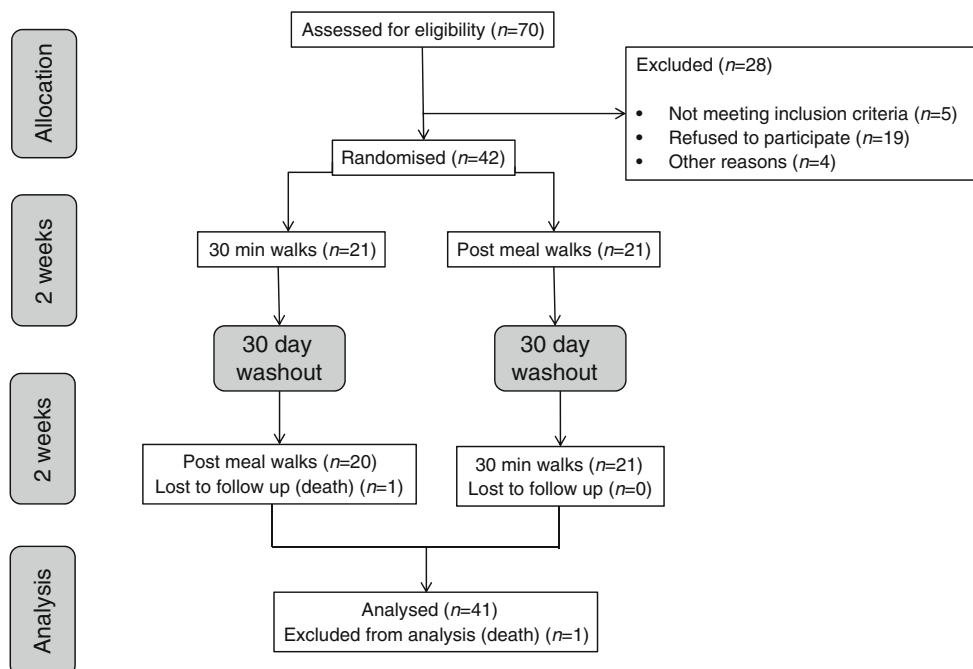 Allocation
Assessed for eligibility (n=70)
Excluded (n=28)
• Not meeting inclusion criteria (n=5)
• Refused to participate (n=19)
• Other reasons (n=4)
Randomised (n=42)
2 weeks
30 min walks (n=21)
Post meal walks (n=21)
30 day
washout
30 day
washout
2 weeks
Post meal walks (n=20)
Lost to follow up (death) (n=1)
30 min walks (n=21)
Lost to follow up (n=0)
Analysis
Analysed (n=41)
Excluded from analysis (death) (n=1)